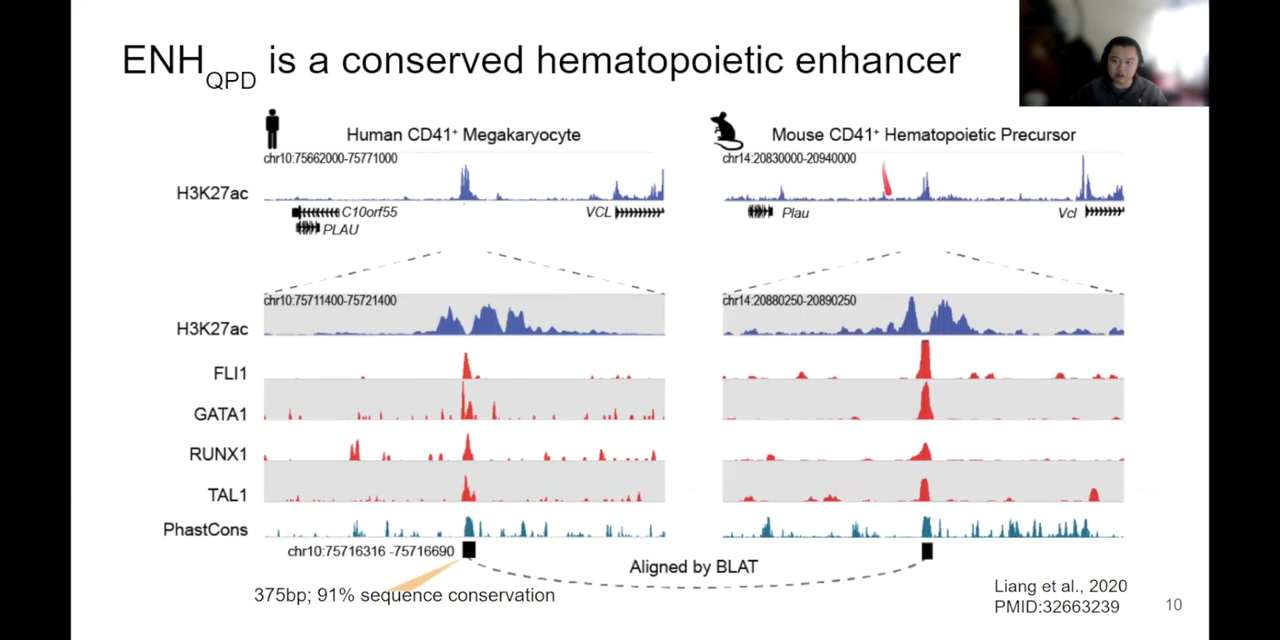 ENHQPD is a conserved hematopoietic enhancer
Human CD41+ Megakaryocyte
Mouse CD41+ Hematopoietic Precursor
chr10:75662000-75771000
chr14:20830000-20940000
H3K27ac
C10orf55
VCL
PLAU
Plau
Vcl
chr10:75711400-75721400
chr14:20880250-20890250
H3K27ac
FLI1
GATA1
RUNX1
TAL1
PhastCons
chr10:75716316 -75716690
Aligned by BLAT
375bp; 91% sequence conservation
Liang et al., 2020
PMID:32663239
10